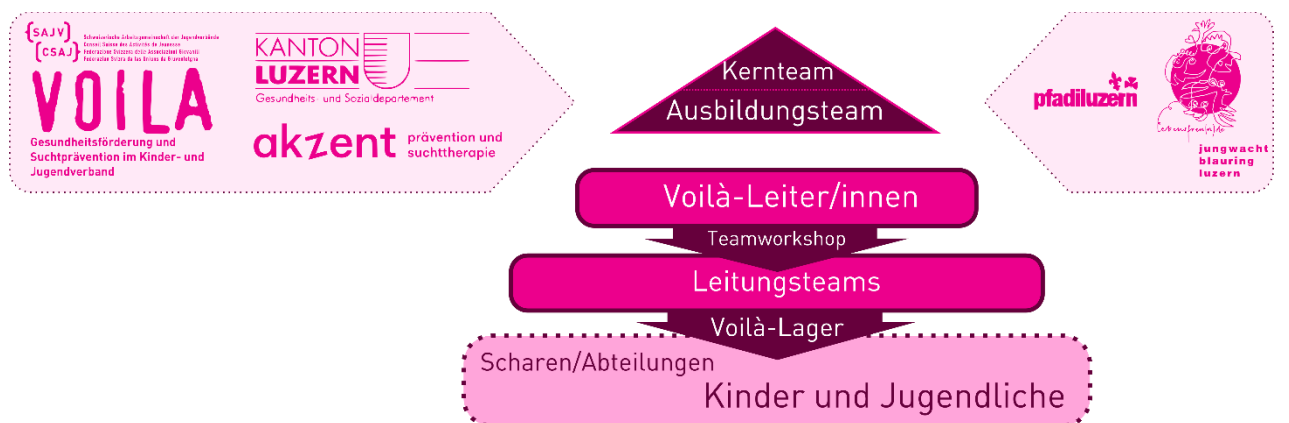 {SAJV}
[CSAJ}
Schweizerische Arbeitsgemeinschaft der Jugendverbände
VOILA
Gesundheitsförderung und
Suchtprävention im Kinder- und
Jugendverband
KANTON
LUZERN
Gesundheits- und Sozialdepartement
akzent prävention und
suchttherapie
Kernteam
Ausbildungsteam
pfadiluzern
jungwacht
blauring
luzern
Voilà-Leiter/innen
Teamworkshop
Leitungsteams
Voilà-Lager
Scharen/Abteilungen
Kinder und Jugendliche